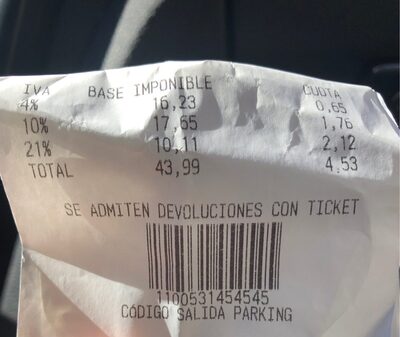 IVA BASE IMPONIBLE CUOTA
4% 16,23 0,65
10% 17,65 1,76
21% 10,11 2,12
TOTAL 43,99 4,53
SE ADMITEN DEVOLUCIONES CON TICKET
1100531454545
CÓDIGO SALIDA PARKING